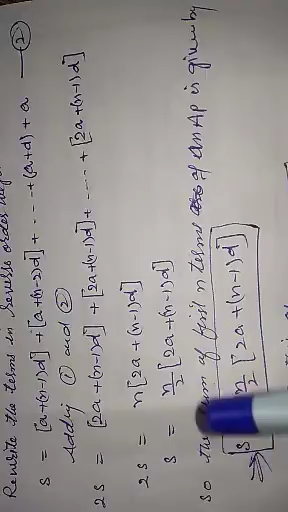 Rewrite the terms in reverse order
S = [a+(n-1)d] + [a+(n-2)d] + ---- + (a+d) + a —②
Adding ① and ②
2S = [2a+(n-1)d] + [2a+(n-1)d] + ---- + [2a+(n-1)d]
2S = n[2a+(n-1)d]
S = n/2 [2a+(n-1)d]
So the of first n terms of an AP is given by
S n/2 [2a+(n-1)d]